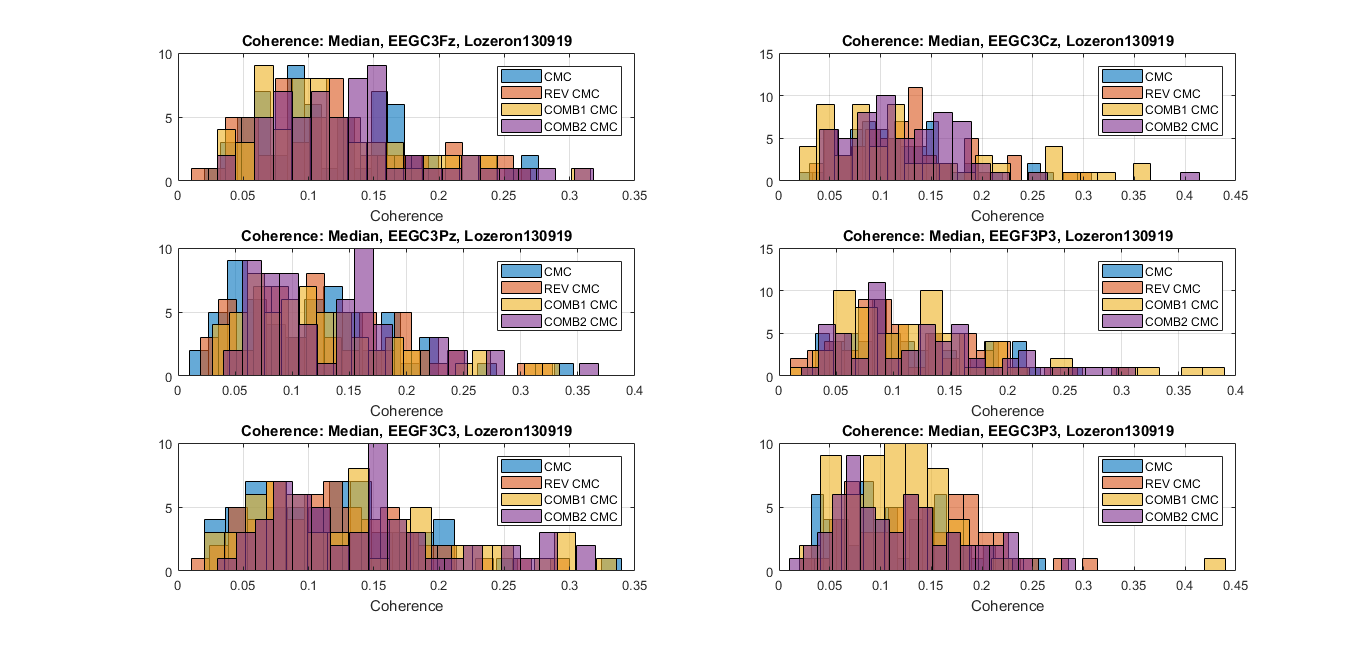 Coherence: Median, EEGC3Fz, Lozeron130919
10
5
0
0 0.05 0.1 0.15 0.2 0.25 0.3 0.35
Coherence
CMC
REV CMC
COMB1 CMC
COMB2 CMC
Coherence: Median, EEGC3Cz, Lozeron130919
15
10
5
0
0 0.05 0.1 0.15 0.2 0.25 0.3 0.35 0.4 0.45
Coherence
CMC
REV CMC
COMB1 CMC
COMB2 CMC
Coherence: Median, EEGC3Pz, Lozeron130919
10
5
0
0 0.05 0.1 0.15 0.2 0.25 0.3 0.35 0.4
Coherence
CMC
REV CMC
COMB1 CMC
COMB2 CMC
Coherence: Median, EEGF3P3, Lozeron130919
15
10
5
0
0 0.05 0.1 0.15 0.2 0.25 0.3 0.35 0.4
Coherence
CMC
REV CMC
COMB1 CMC
COMB2 CMC
Coherence: Median, EEGF3C3, Lozeron130919
10
5
0
0 0.05 0.1 0.15 0.2 0.25 0.3 0.35
Coherence
CMC
REV CMC
COMB1 CMC
COMB2 CMC
Coherence: Median, EEGC3P3, Lozeron130919
10
5
0
0 0.05 0.1 0.15 0.2 0.25 0.3 0.35 0.4 0.45
Coherence
CMC
REV CMC
COMB1 CMC
COMB2 CMC